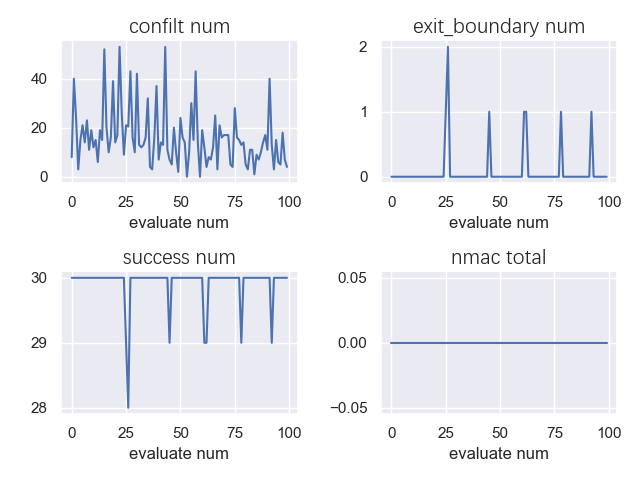 confilt num
exit_boundary num
40
20
0
2
1
0
0 25 50 75 100
0 25 50 75 100
evaluate num
evaluate num
success num
nmac total
30
29
28
0.05
0.00
−0.05
0 25 50 75 100
0 25 50 75 100
evaluate num
evaluate num